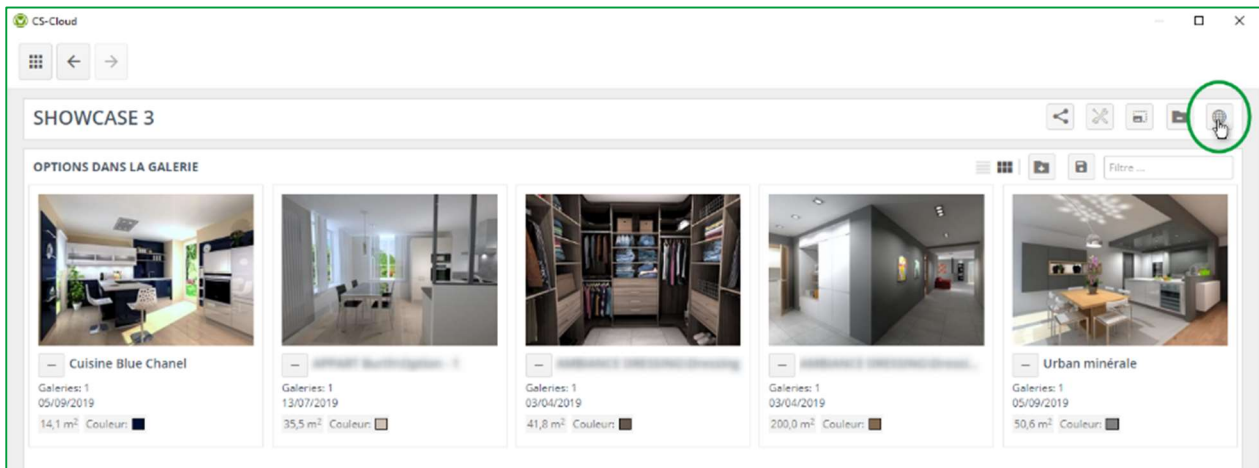 CS-Cloud
SHOWCASE 3
OPTIONS DANS LA GALERIE
Filtre ...
Cuisine Blue Chanel
Galeries: 1
05/09/2019
14,1 m² Couleur:
Galeries: 1
13/07/2019
35,5 m² Couleur:
Galeries: 1
03/04/2019
41,8 m² Couleur:
Galeries: 1
03/04/2019
200,0 m² Couleur:
Urban minérale
Galeries: 1
05/09/2019
50,6 m² Couleur: